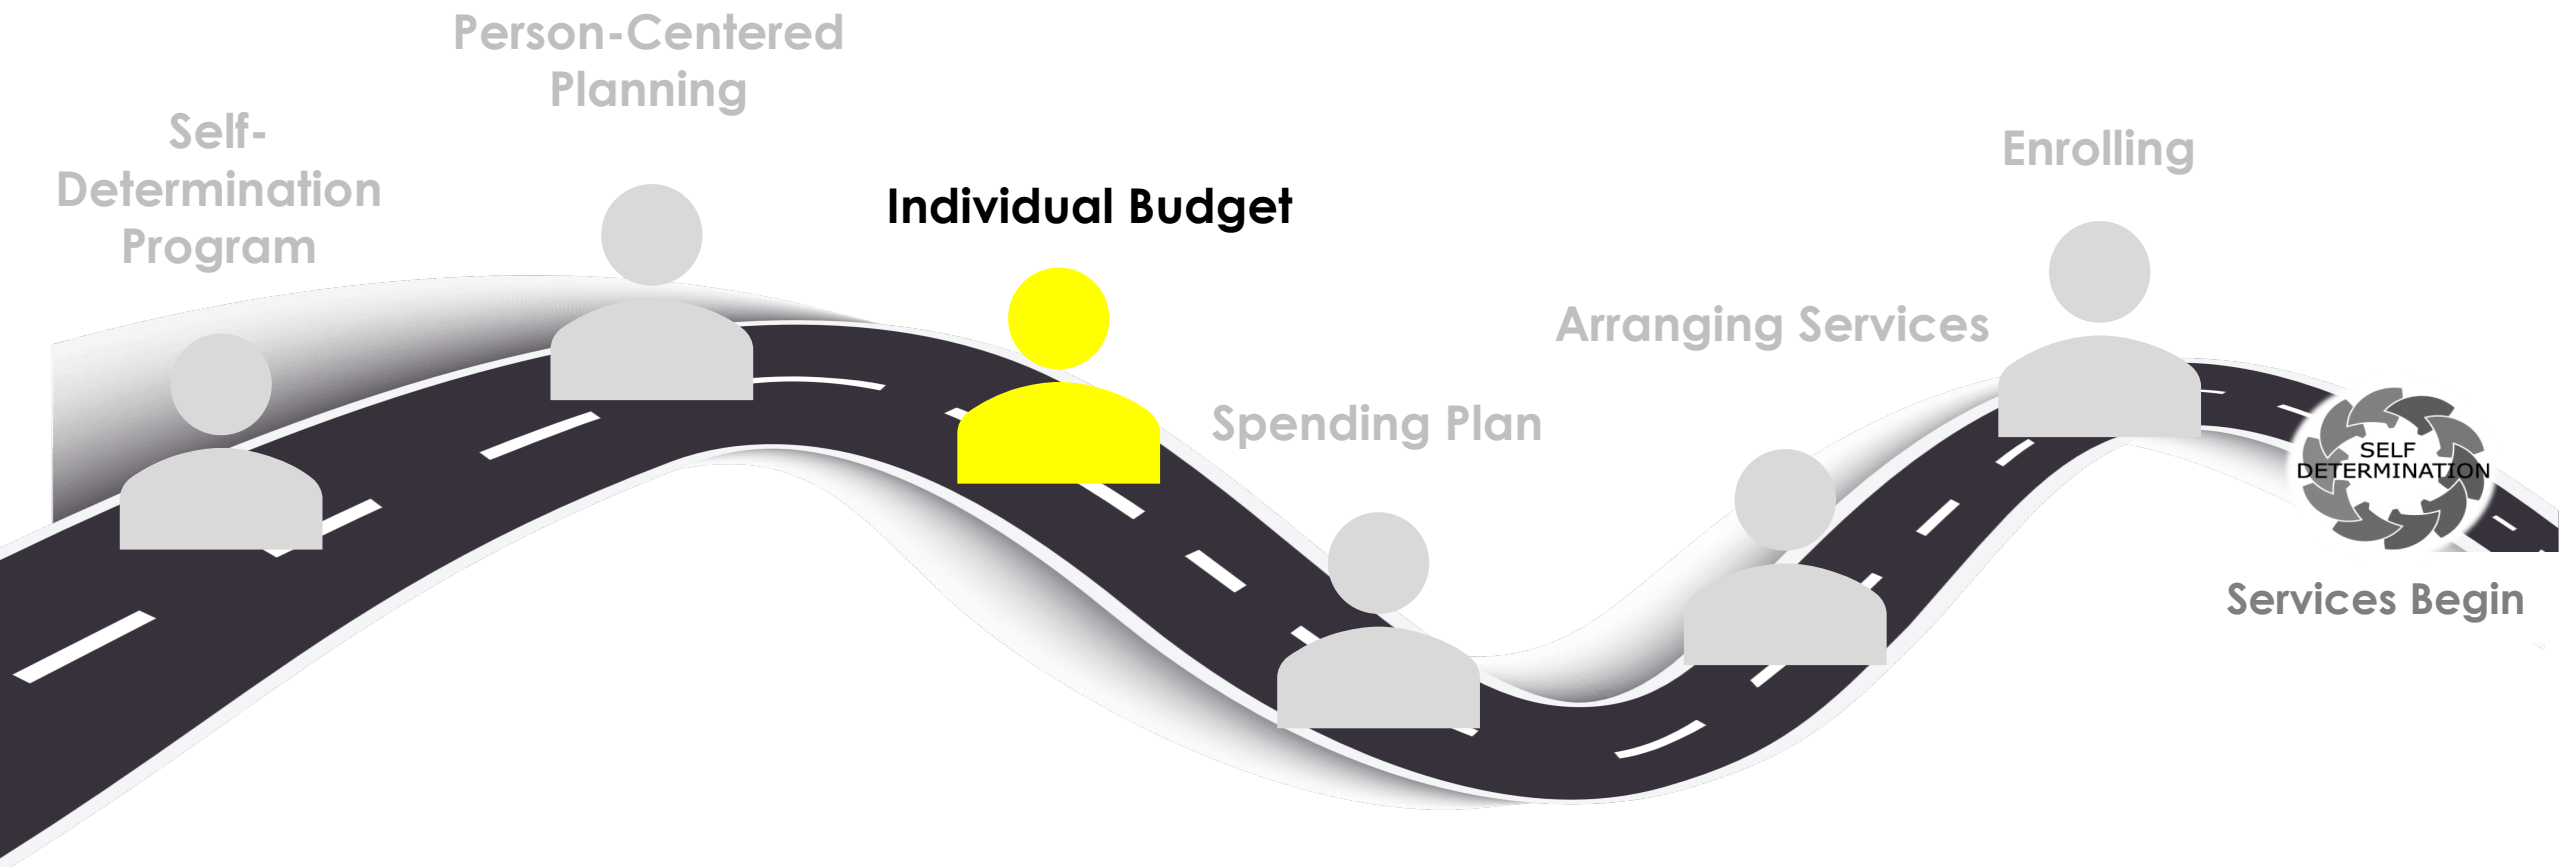 Self-
Determination
Program
Person-Centered
Planning
Individual Budget
Spending Plan
Arranging Services
Enrolling
SELF
DETERMINATION
Services Begin